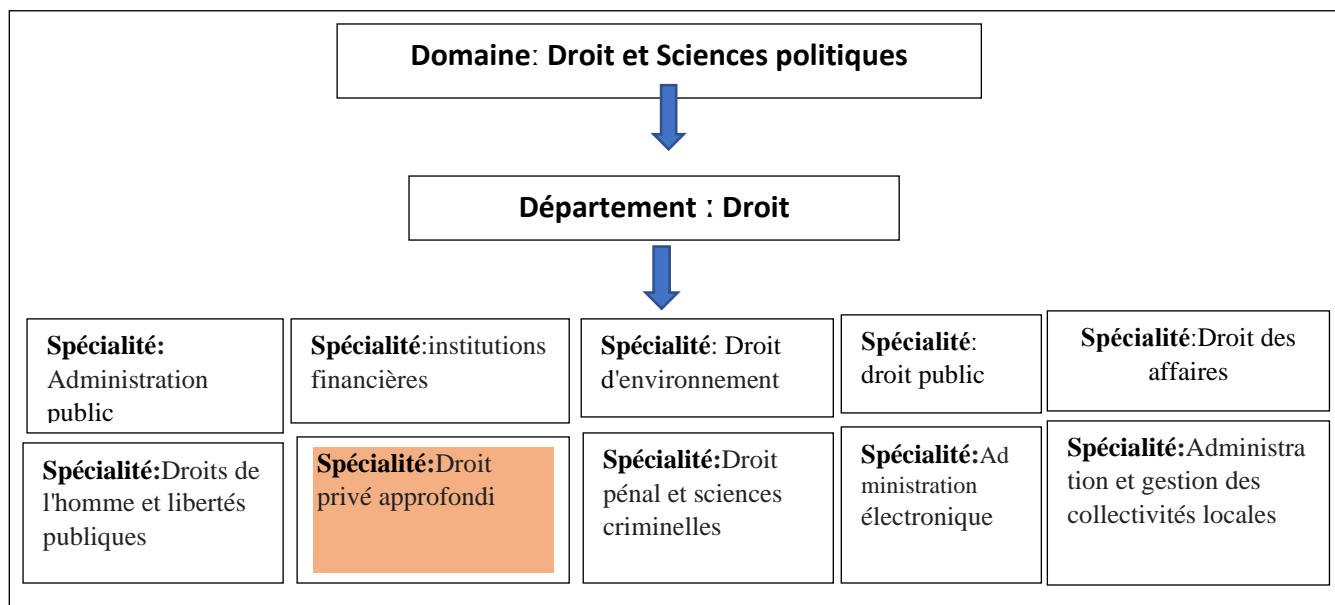 Domaine: Droit et Sciences politiques
Département : Droit
Spécialité:
Administration
public
Spécialité:institutions
financières
Spécialité: Droit
d'environnement
Spécialité:
droit public
Spécialité:Droit des
affaires
Spécialité:Droits de
l'homme et libertés
publiques
Spécialité:Droit
privé approfondi
Spécialité:Droit
pénal et sciences
criminelles
Spécialité:Ad
ministration
électronique
Spécialité:Administra
tion et gestion des
collectivités locales